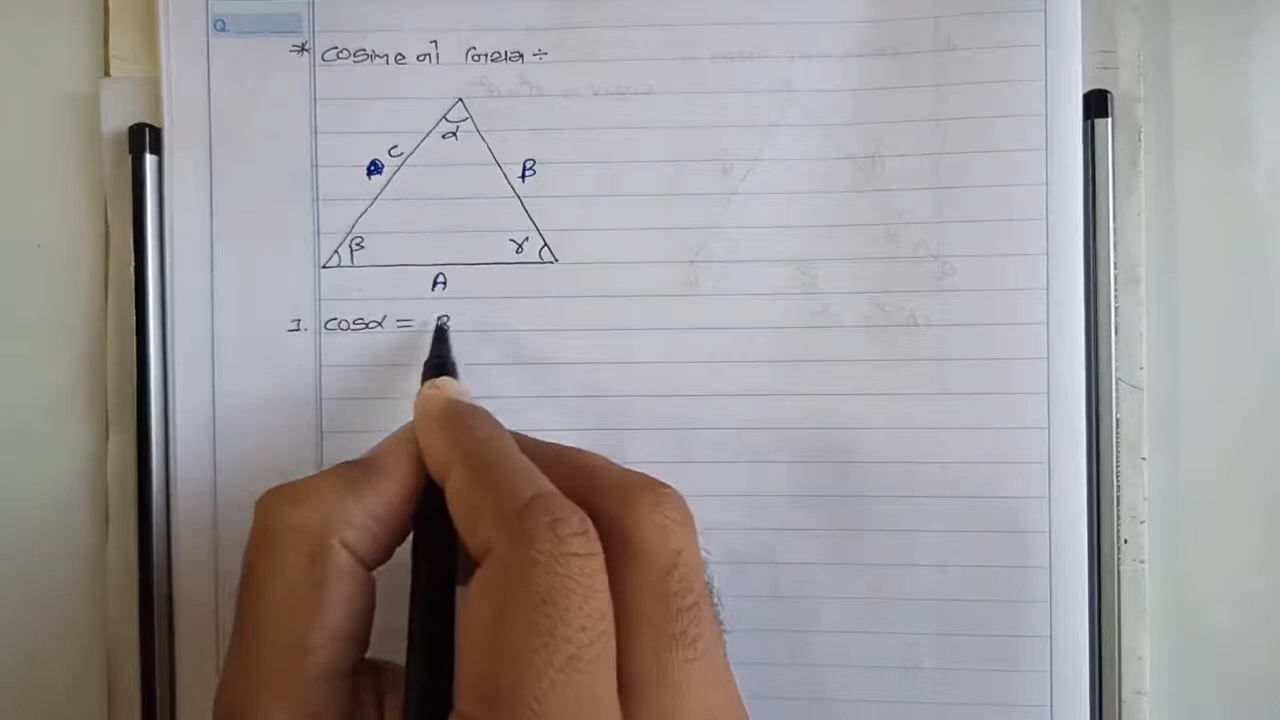 Q.
* cosine નો નિયમ ÷
α
C
β
β
γ
A
1. cosα = B